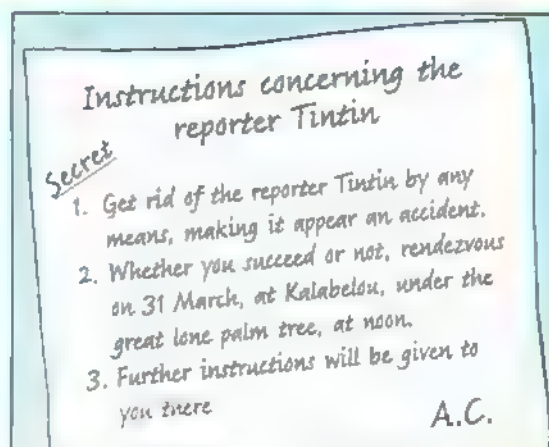 Instructions concerning the
reporter Tintin
Secret
1. Get rid of the reporter Tintin by any
means, making it appear an accident.
2. Whether you succeed or not, rendezvous
on 31 March, at Kalabelou, under the
great lone palm tree, at noon.
3. Further instructions will be given to
you there
A.C.